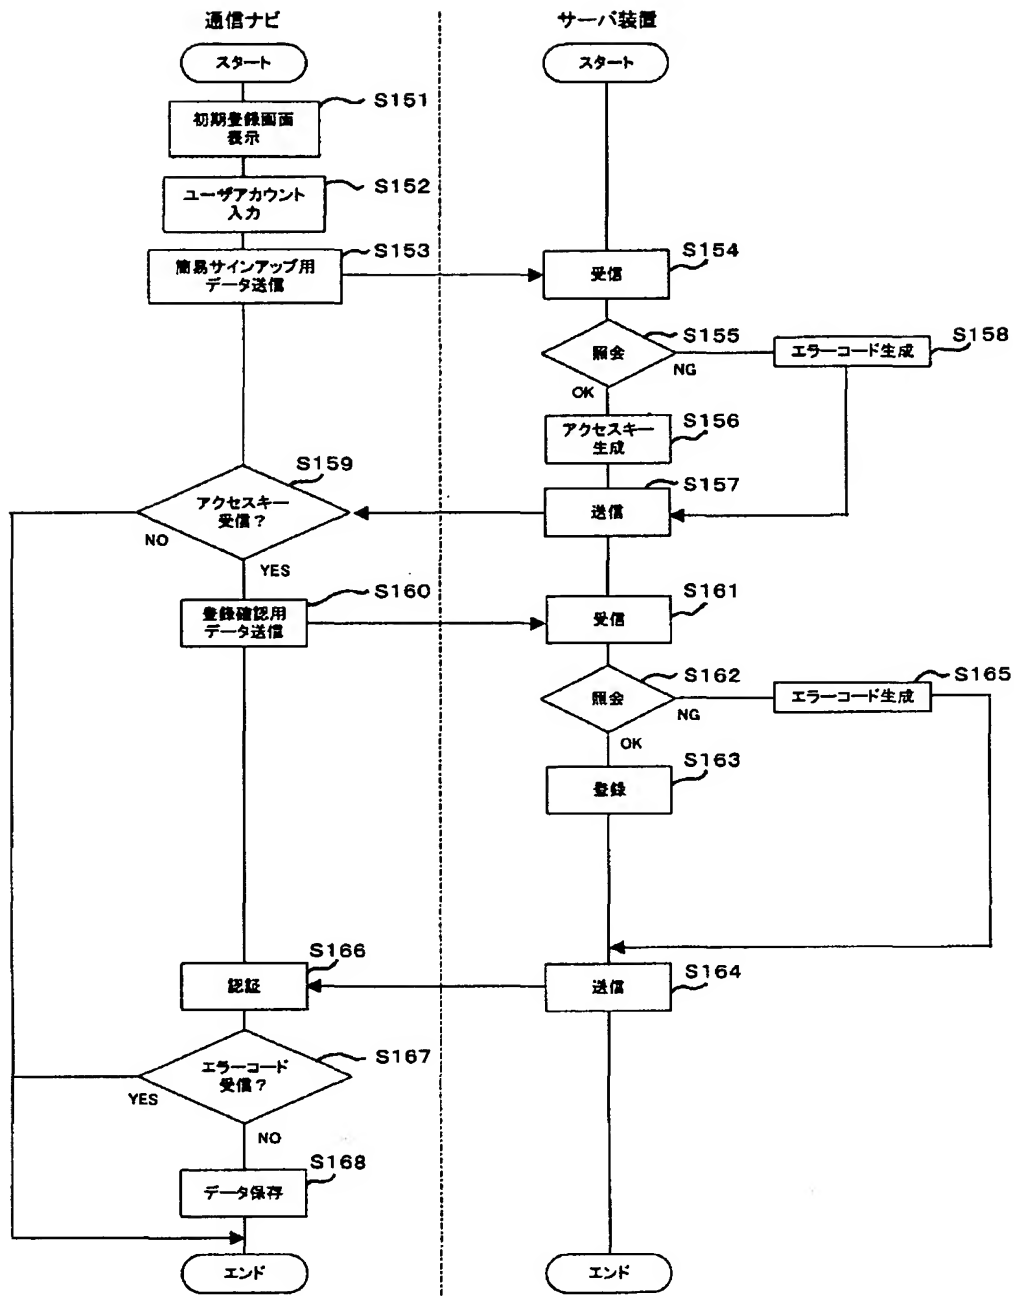 通信ナビ
サーバ装置
スタート
スタート
S151
初期登録画面
表示
S152
ユーザアカウント
入力
S153
簡易サインアップ用
データ送信
S154
受信
S155
照会
NG
OK
S158
エラーコード生成
S156
アクセスキー
生成
S157
送信
S159
アクセスキー
受信?
NO
YES
S160
登録確認用
データ送信
S161
受信
S162
照会
NG
OK
S165
エラーコード生成
S163
登録
S166
認証
S164
送信
S167
エラーコード
受信?
YES
NO
S168
データ保存
エンド
エンド